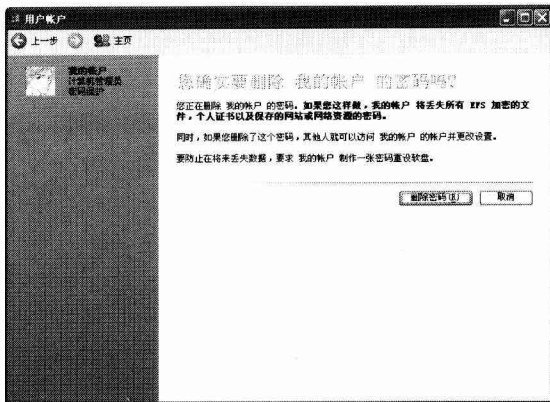 用户帐户
上一步 主页
我的帐户
计算机管理员
密码保护
您确实要删除 我的帐户 的密码吗?
您正在删除 我的帐户 的密码。如果您这样做，我的帐户 将丢失所有 EFS 加密的文
件，个人证书以及保存的网站或网络资源的密码。
同时，如果您删除了这个密码，其他人就可以访问 我的帐户 的帐户并更改设置。
要防止在将来丢失数据，要求 我的帐户 制作一张密码重设软盘。
删除密码(R) 取消